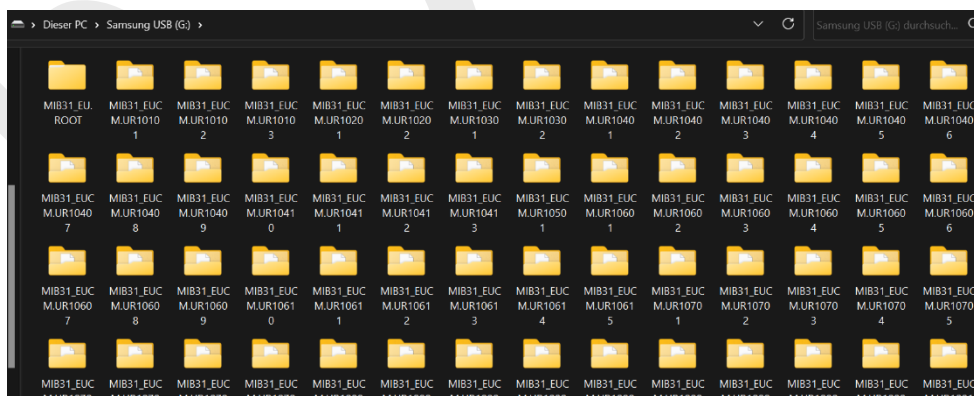 Dieser PC > Samsung USB (G:) >
Samsung USB (G:) durchsuch...
MIB31_EU. MIB31_EUC MIB31_EUC MIB31_EUC MIB31_EUC MIB31_EUC MIB31_EUC MIB31_EUC MIB31_EUC MIB31_EUC MIB31_EUC MIB31_EUC MIB31_EUC MIB31_EUC
ROOT M.UR1010 M.UR1010 M.UR1010 M.UR1020 M.UR1020 M.UR1030 M.UR1030 M.UR1040 M.UR1040 M.UR1040 M.UR1040 M.UR1040 M.UR1040
1 2 3 1 2 1 2 1 2 3 4 5 6
MIB31_EUC MIB31_EUC MIB31_EUC MIB31_EUC MIB31_EUC MIB31_EUC MIB31_EUC MIB31_EUC MIB31_EUC MIB31_EUC MIB31_EUC MIB31_EUC MIB31_EUC MIB31_EUC
M.UR1040 M.UR1040 M.UR1040 M.UR1041 M.UR1041 M.UR1041 M.UR1041 M.UR1050 M.UR1060 M.UR1060 M.UR1060 M.UR1060 M.UR1060 M.UR1060
7 8 9 0 1 2 3 1 1 2 3 4 5 6
MIB31_EUC MIB31_EUC MIB31_EUC MIB31_EUC MIB31_EUC MIB31_EUC MIB31_EUC MIB31_EUC MIB31_EUC MIB31_EUC MIB31_EUC MIB31_EUC MIB31_EUC MIB31_EUC
M.UR1060 M.UR1060 M.UR1060 M.UR1061 M.UR1061 M.UR1061 M.UR1061 M.UR1061 M.UR1061 M.UR1070 M.UR1070 M.UR1070 M.UR1070 M.UR1070
7 8 9 0 1 2 3 4 5 1 2 3 4 5
MIB31_EUC MIB31_EUC MIB31_EUC MIB31_EUC MIB31_EUC MIB31_EUC MIB31_EUC MIB31_EUC MIB31_EUC MIB31_EUC MIB31_EUC MIB31_EUC MIB31_EUC MIB31_EUC